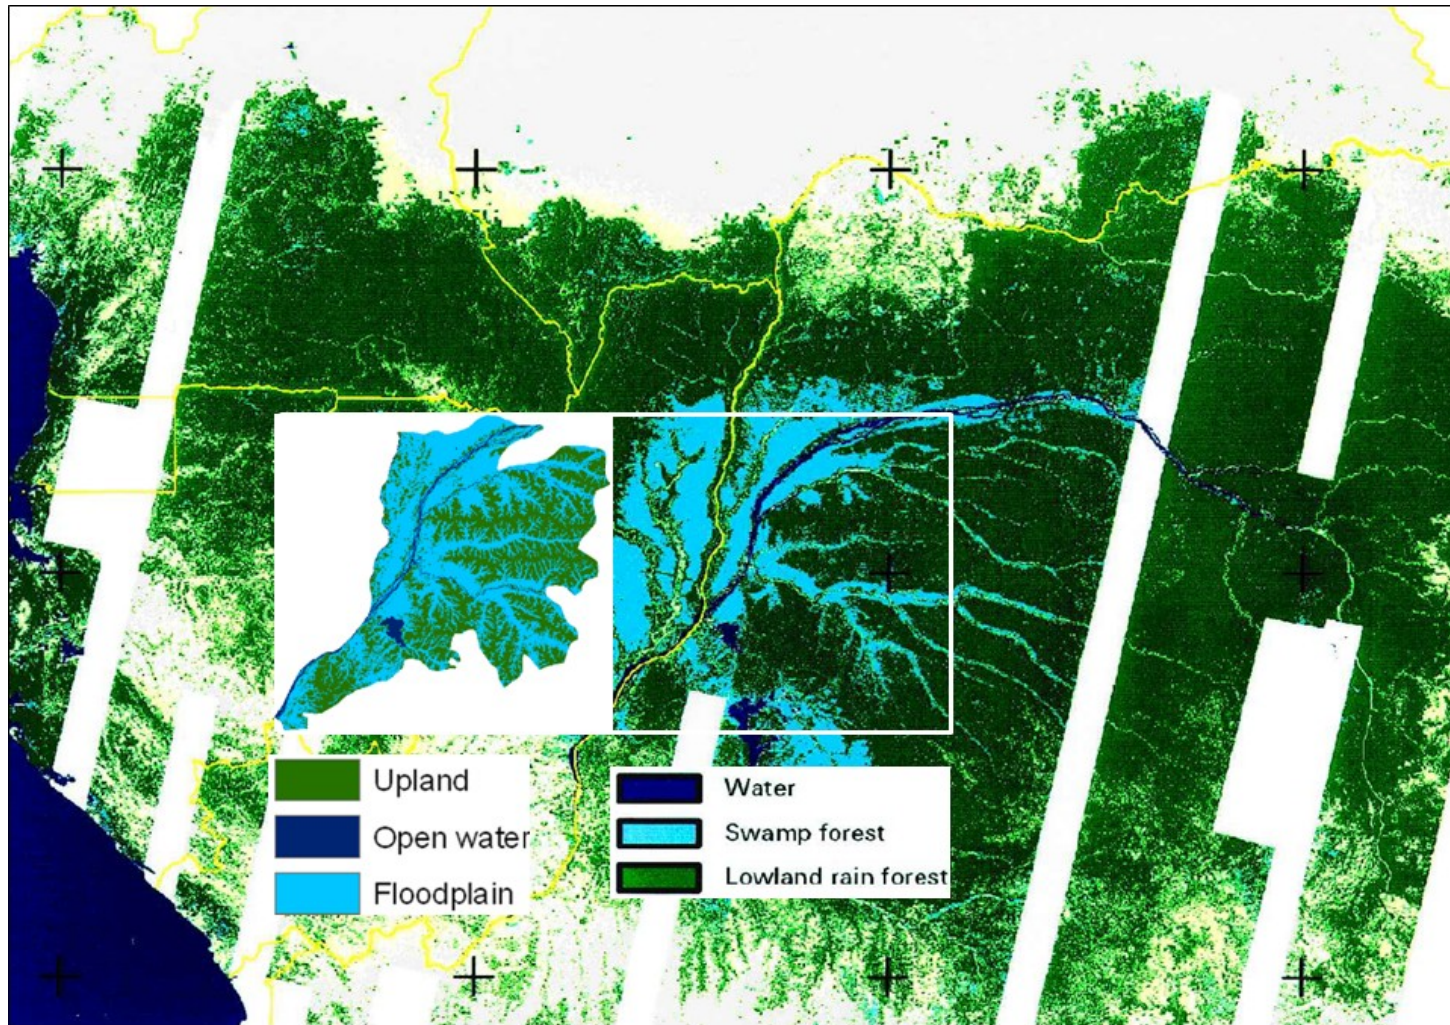 Upland
Open water
Floodplain
Water
Swamp forest
Lowland rain forest